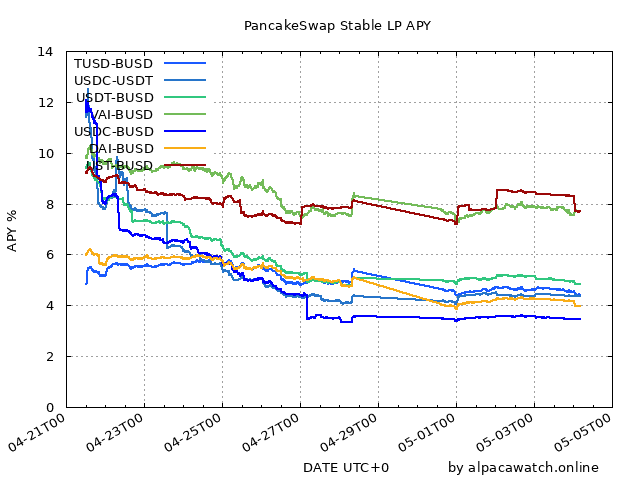 PancakeSwap Stable LP APY
14
12
10
8
6
4
2
0
APY %
TUSD-BUSD
USDC-USDT
USDT-BUSD
VAI-BUSD
USDC-BUSD
DAI-BUSD
UST-BUSD
04-21T00
04-23T00
04-25T00
04-27T00
04-29T00
05-01T00
05-03T00
05-05T00
DATE UTC+0
by alpacawatch.online